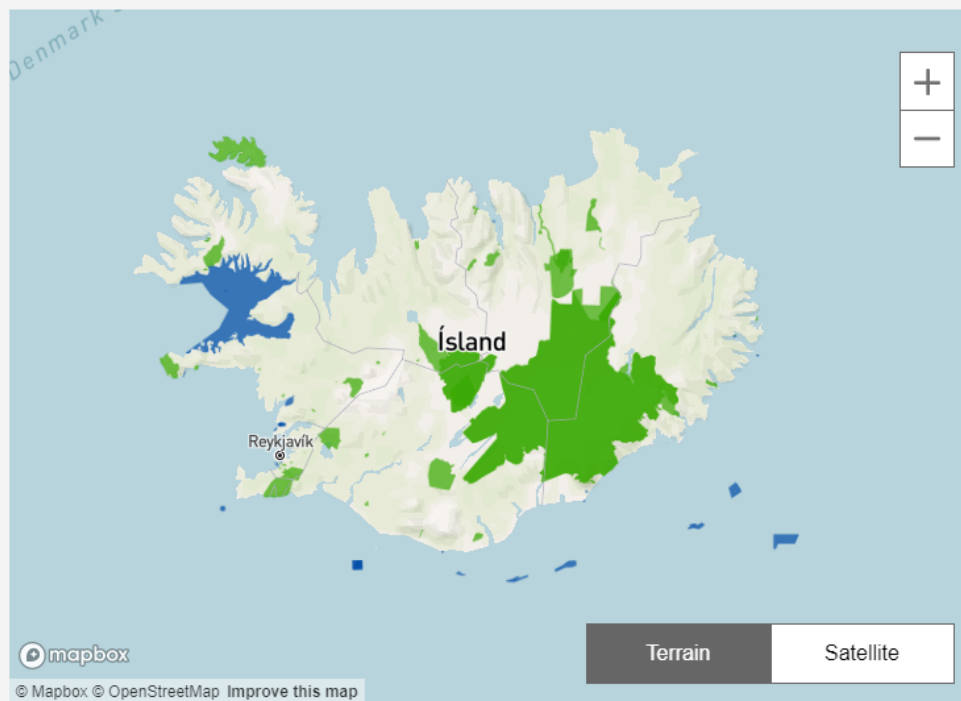 Denmark
+
−
Ísland
Reykjavík
Terrain
Satellite
mapbox
© Mapbox © OpenStreetMap Improve this map